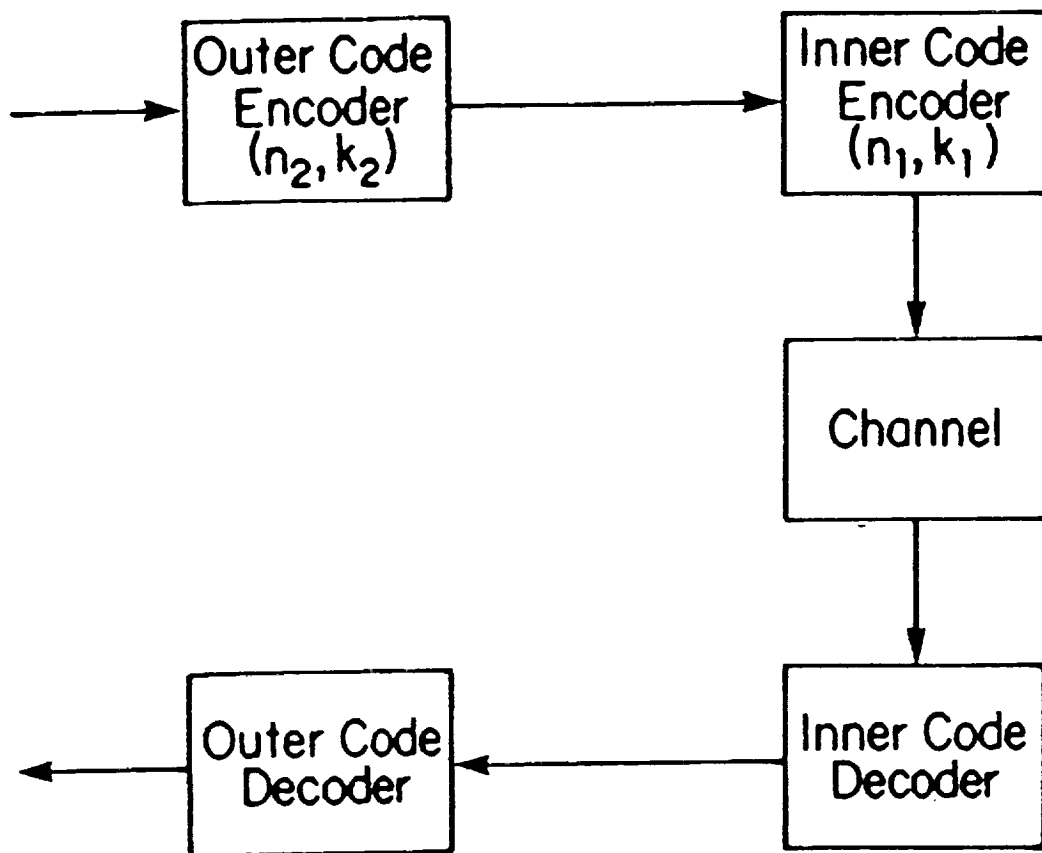 Outer Code
Encoder
(n₂, k₂)
Inner Code
Encoder
(n₁, k₁)
Channel
Inner Code
Decoder
Outer Code
Decoder